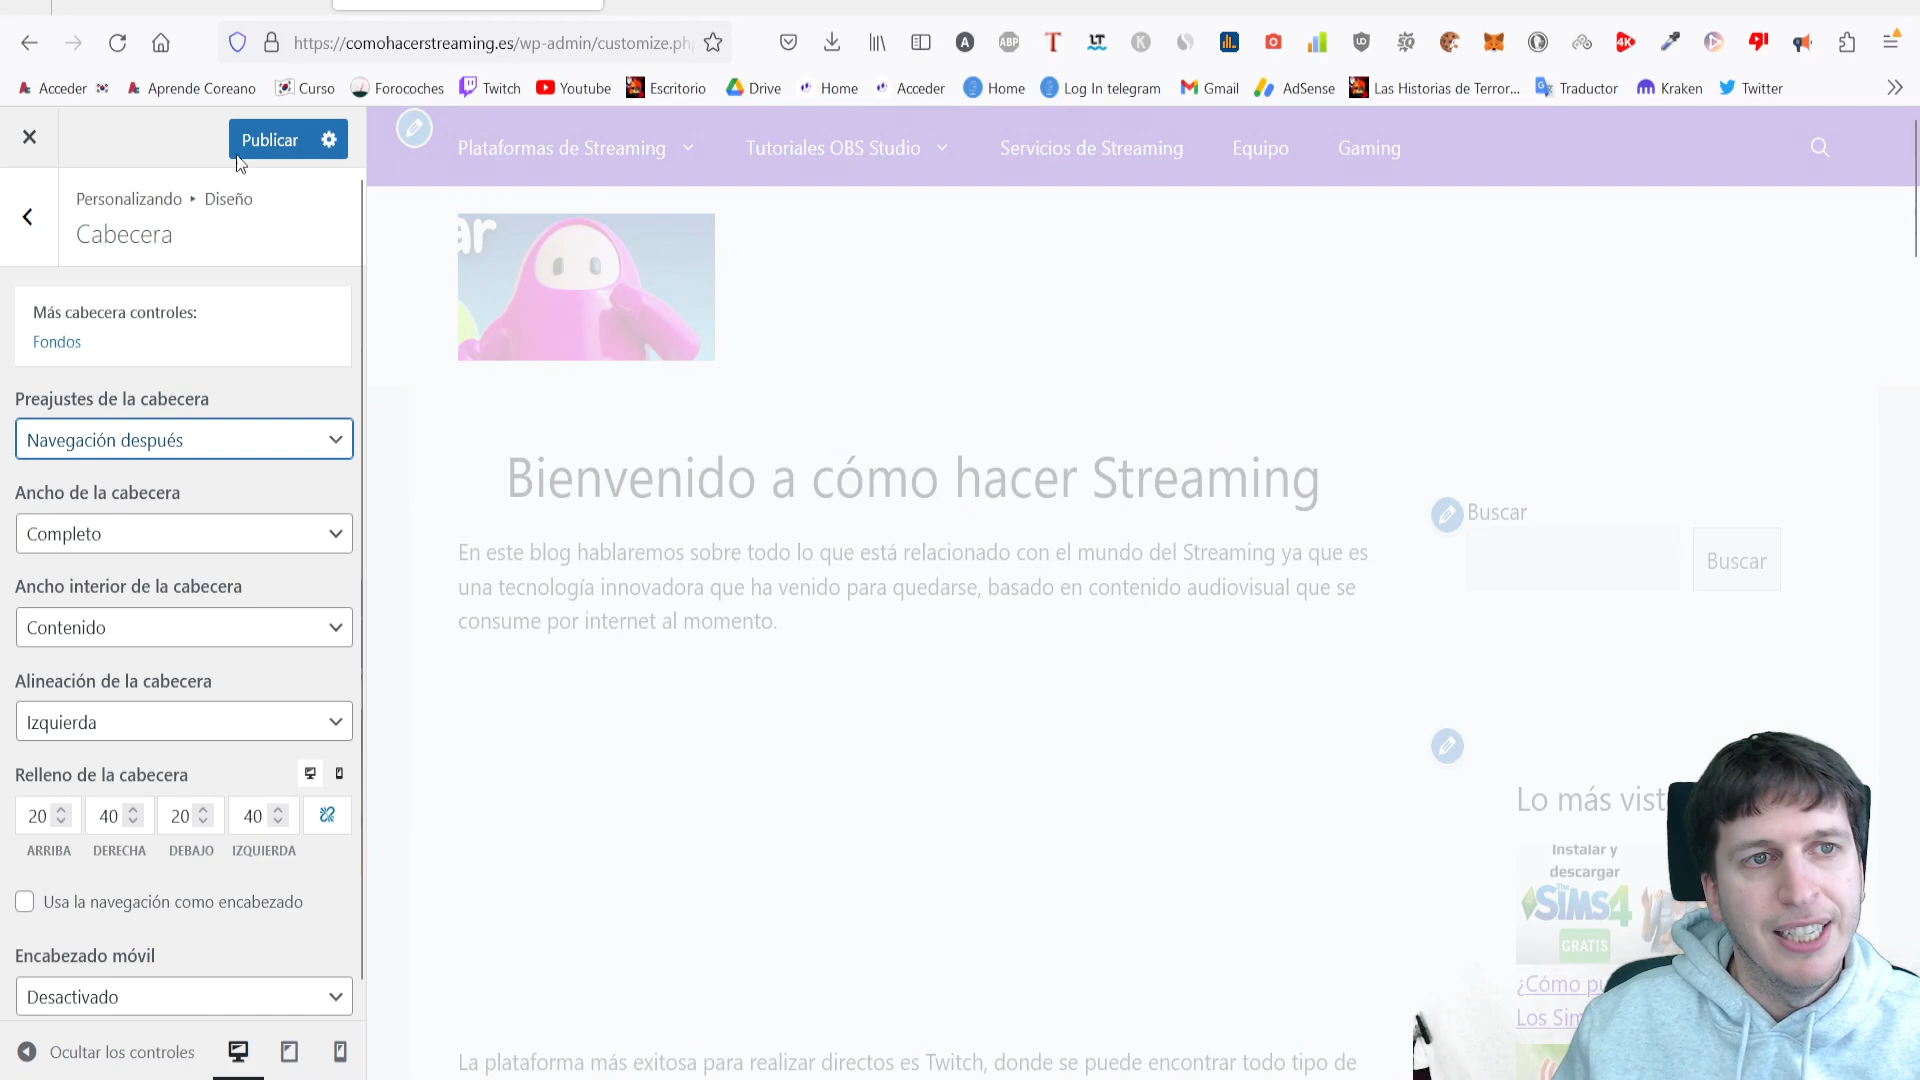 https://comohacerstreaming.es/wp-admin/customize.ph
Acceder Aprende Coreano Curso Forocoches Twitch Youtube Escritorio Drive Home Acceder Home Log In telegram Gmail AdSense Las Historias de Terror... Traductor Kraken Twitter
Publicar
Personalizando ▸ Diseño
Cabecera
Más cabecera controles:
Fondos
Preajustes de la cabecera
Navegación después
Ancho de la cabecera
Completo
Ancho interior de la cabecera
Contenido
Alineación de la cabecera
Izquierda
Relleno de la cabecera
20 40 20 40
ARRIBA DERECHA DEBAJO IZQUIERDA
Usa la navegación como encabezado
Encabezado móvil
Desactivado
Ocultar los controles
Plataformas de Streaming Tutoriales OBS Studio Servicios de Streaming Equipo Gaming
ar
Bienvenido a cómo hacer Streaming
En este blog hablaremos sobre todo lo que está relacionado con el mundo del Streaming ya que es
una tecnología innovadora que ha venido para quedarse, basado en contenido audiovisual que se
consume por internet al momento.
La plataforma más exitosa para realizar directos es Twitch, donde se puede encontrar todo tipo de
Buscar
Buscar
Lo más vist
Instalar y
descargar
THE
SIMS4
GRATIS
¿Cómo pu
Los Sim